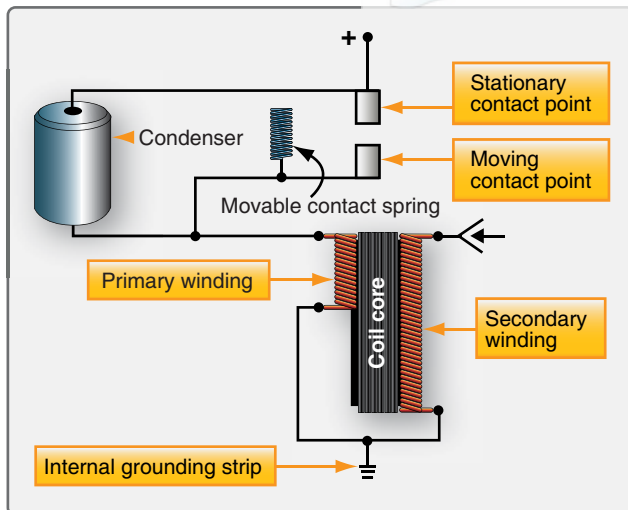 +
Stationary
contact point
Condenser
Moving
contact point
Movable contact spring
Primary winding
Coil core
Secondary
winding
Internal grounding strip